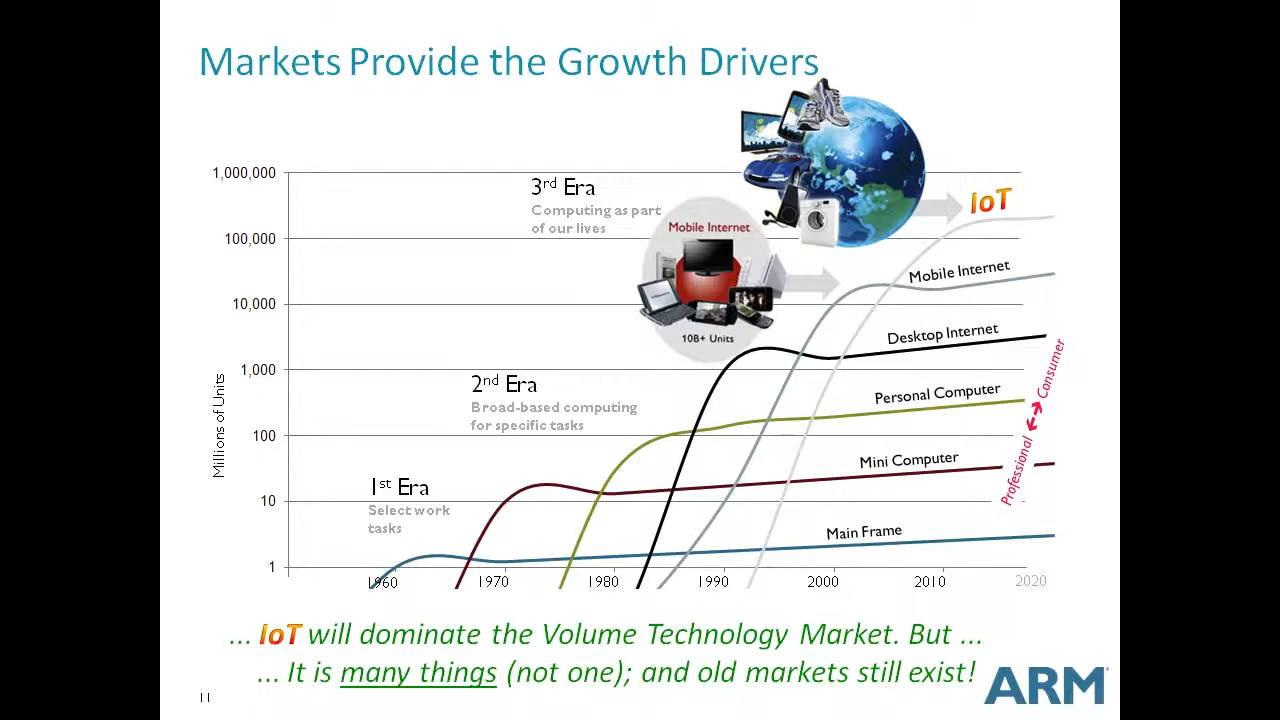 Markets Provide the Growth Drivers
1,000,000
100,000
10,000
1,000
100
10
1
Millions of Units
3rd Era
Computing as part
of our lives
Mobile Internet
10B+ Units
IoT
Mobile Internet
Desktop Internet
2nd Era
Broad-based computing
for specific tasks
Personal Computer
Mini Computer
Professional ↔ Consumer
1st Era
Select work
tasks
Main Frame
1960 1970 1980 1990 2000 2010 2020
... IoT will dominate the Volume Technology Market. But ...
... It is many things (not one); and old markets still exist!
11
ARM®